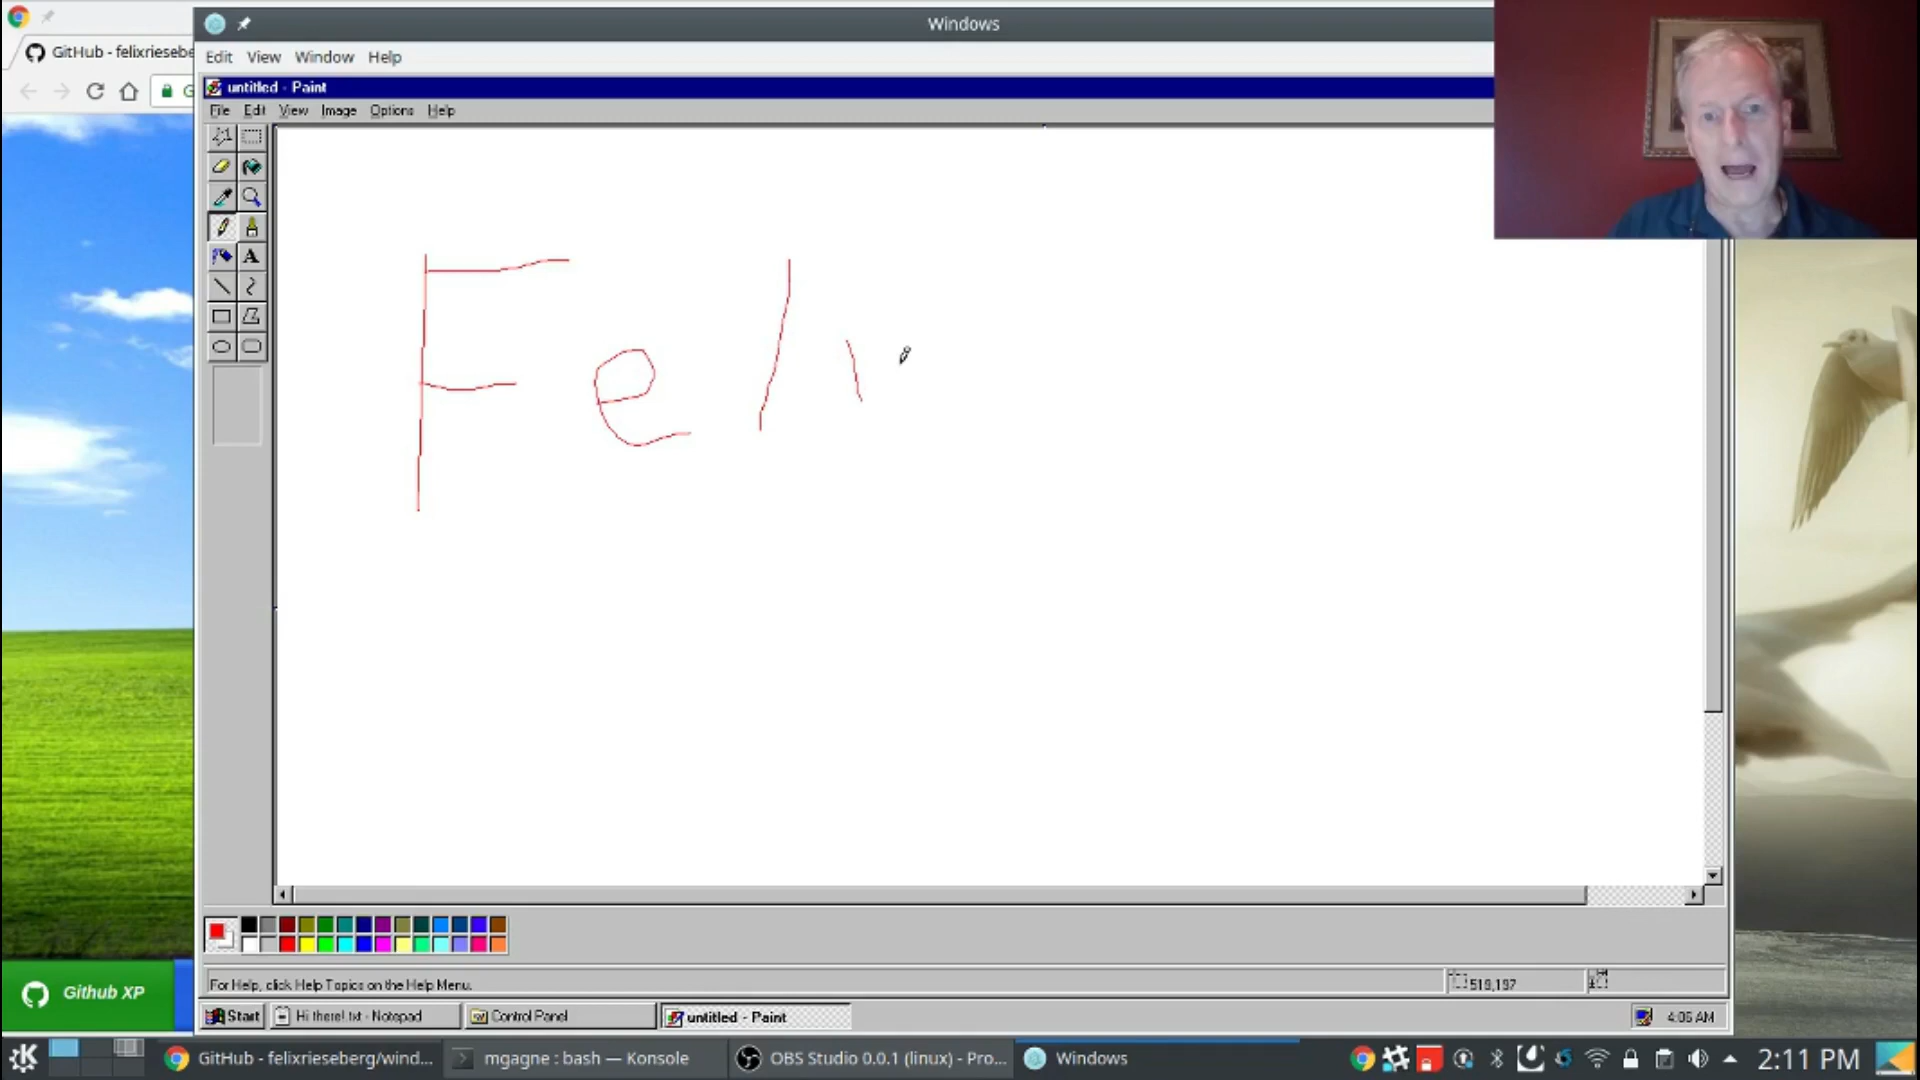 Windows
GitHub - felixriesebe
Edit View Window Help
G
untitled - Paint
File Edit View Image Options Help
Feli
A
For Help, click Help Topics on the Help Menu.
519,197
Github XP
Start Hi there!.txt - Notepad Control Panel untitled - Paint 4:06 AM
GitHub - felixrieseberg/wind... mgagne : bash — Konsole OBS Studio 0.0.1 (linux) - Pro... Windows 2:11 PM